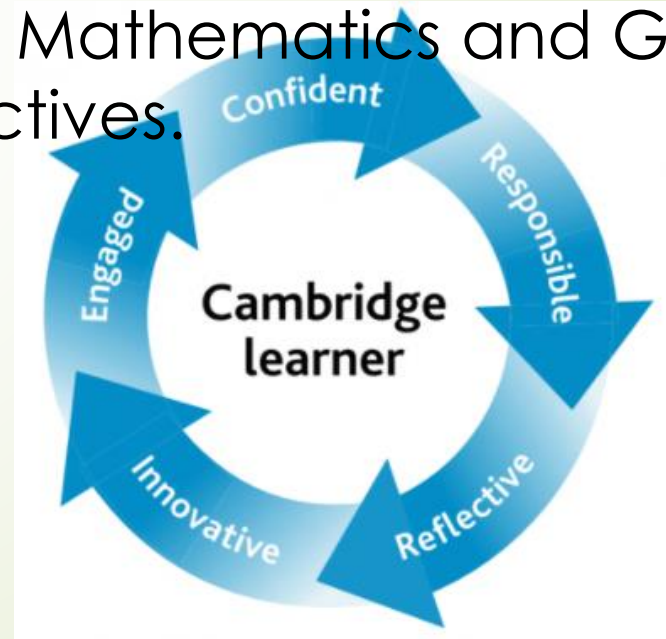 Mathematics and G
ctives.
Confident
Responsible
Reflective
Innovative
Engaged
Cambridge
learner